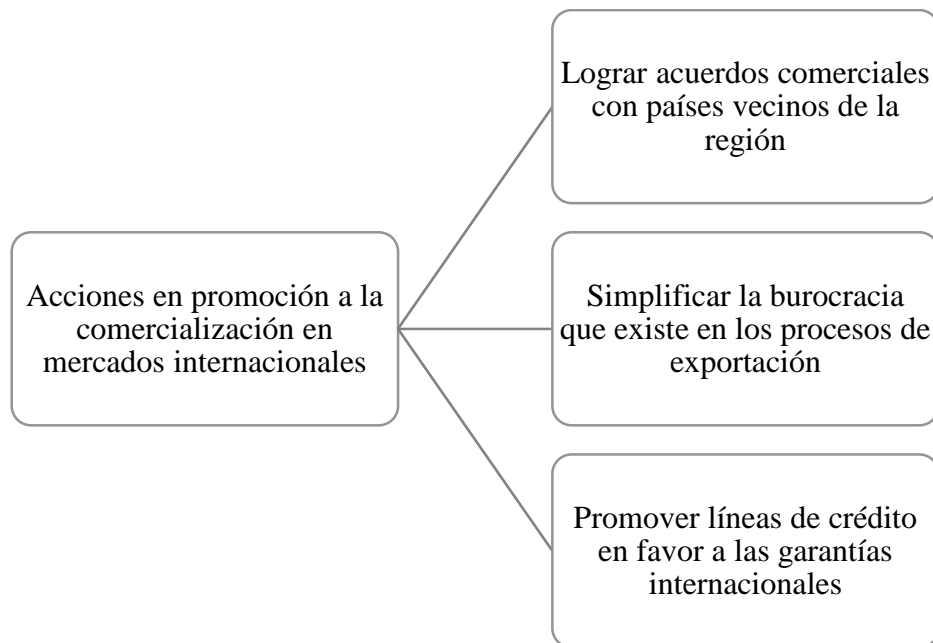 Acciones en promoción a la
comercialización en
mercados internacionales
Lograr acuerdos comerciales
con países vecinos de la
región
Simplificar la burocracia
que existe en los procesos de
exportación
Promover líneas de crédito
en favor a las garantías
internacionales